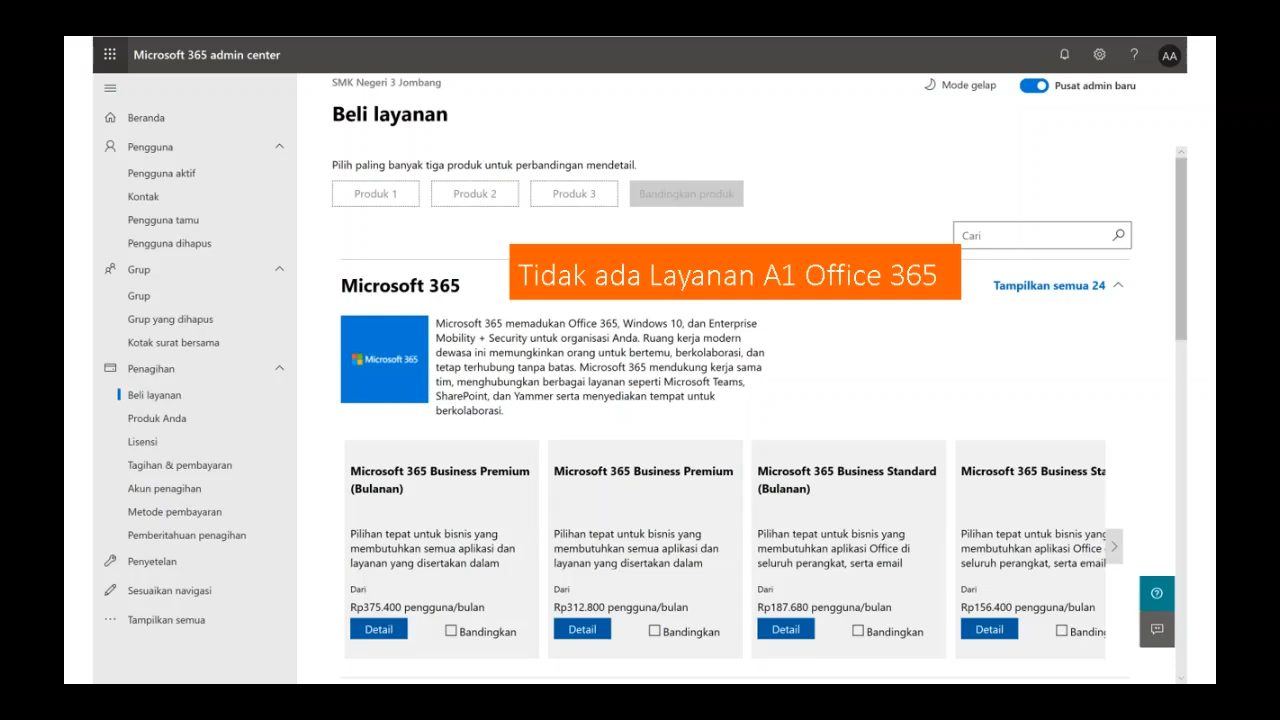 Microsoft 365 admin center
AA
SMK Negeri 3 Jombang
Mode gelap
Pusat admin baru
Beli layanan
Beranda
Pengguna
Pengguna aktif
Kontak
Pengguna tamu
Pengguna dihapus
Grup
Grup
Grup yang dihapus
Kotak surat bersama
Penagihan
Beli layanan
Produk Anda
Lisensi
Tagihan & pembayaran
Akun penagihan
Metode pembayaran
Pemberitahuan penagihan
Penyetelan
Sesuaikan navigasi
Tampilkan semua
Pilih paling banyak tiga produk untuk perbandingan mendetail.
Produk 1
Produk 2
Produk 3
Bandingkan produk
Cari
Tidak ada Layanan A1 Office 365
Microsoft 365
Tampilkan semua 24
Microsoft 365
Microsoft 365 memadukan Office 365, Windows 10, dan Enterprise
Mobility + Security untuk organisasi Anda. Ruang kerja modern
dewasa ini memungkinkan orang untuk bertemu, berkolaborasi, dan
tetap terhubung tanpa batas. Microsoft 365 mendukung kerja sama
tim, menghubungkan berbagai layanan seperti Microsoft Teams,
SharePoint, dan Yammer serta menyediakan tempat untuk
berkolaborasi.
Microsoft 365 Business Premium
(Bulanan)
Pilihan tepat untuk bisnis yang
membutuhkan semua aplikasi dan
layanan yang disertakan dalam
Dari
Rp375.400 pengguna/bulan
Detail
Bandingkan
Microsoft 365 Business Premium
Pilihan tepat untuk bisnis yang
membutuhkan semua aplikasi dan
layanan yang disertakan dalam
Dari
Rp312.800 pengguna/bulan
Detail
Bandingkan
Microsoft 365 Business Standard
(Bulanan)
Pilihan tepat untuk bisnis yang
membutuhkan aplikasi Office di
seluruh perangkat, serta email
Dari
Rp187.680 pengguna/bulan
Detail
Bandingkan
Microsoft 365 Business Sta
Pilihan tepat untuk bisnis yang
membutuhkan aplikasi Office
seluruh perangkat, serta email
Dari
Rp156.400 pengguna/bulan
Detail
Banding